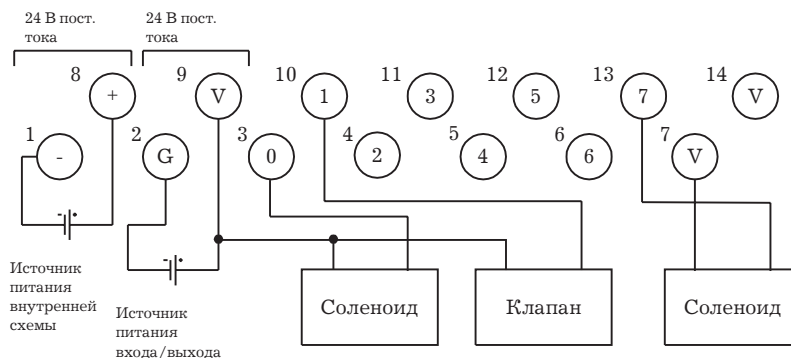 24 В пост.
тока
24 В пост.
тока
8
+
9
V
10
1
11
3
12
5
13
7
14
V
1
-
2
G
3
0
4
2
5
4
6
6
7
V
- •
- •
Источник
питания
внутренней
схемы
Источник
питания
входа/выхода
Соленоид
Клапан
Соленоид